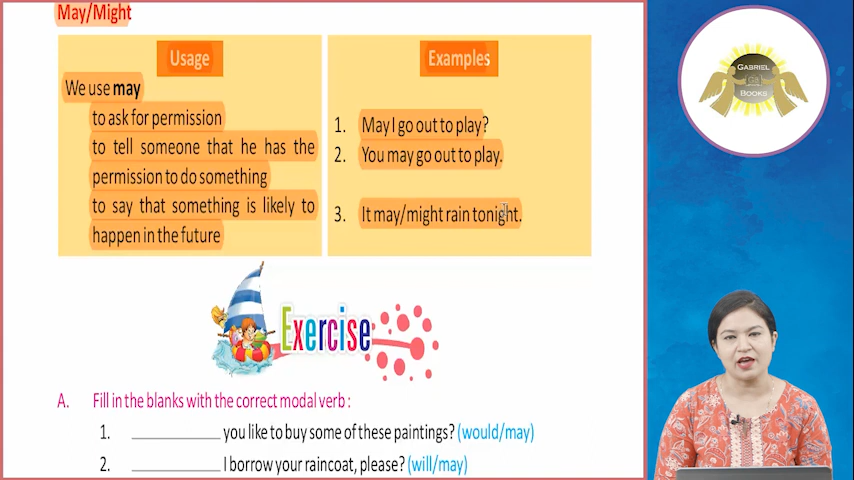 May/Might
Usage
We use may
to ask for permission
to tell someone that he has the
permission to do something
to say that something is likely to
happen in the future
Examples
1. May I go out to play?
2. You may go out to play.
3. It may/might rain tonight.
Exercise
A. Fill in the blanks with the correct modal verb :
1. ____________ you like to buy some of these paintings? (would/may)
2. ____________ I borrow your raincoat, please? (will/may)
GABRIEL
BOOKS